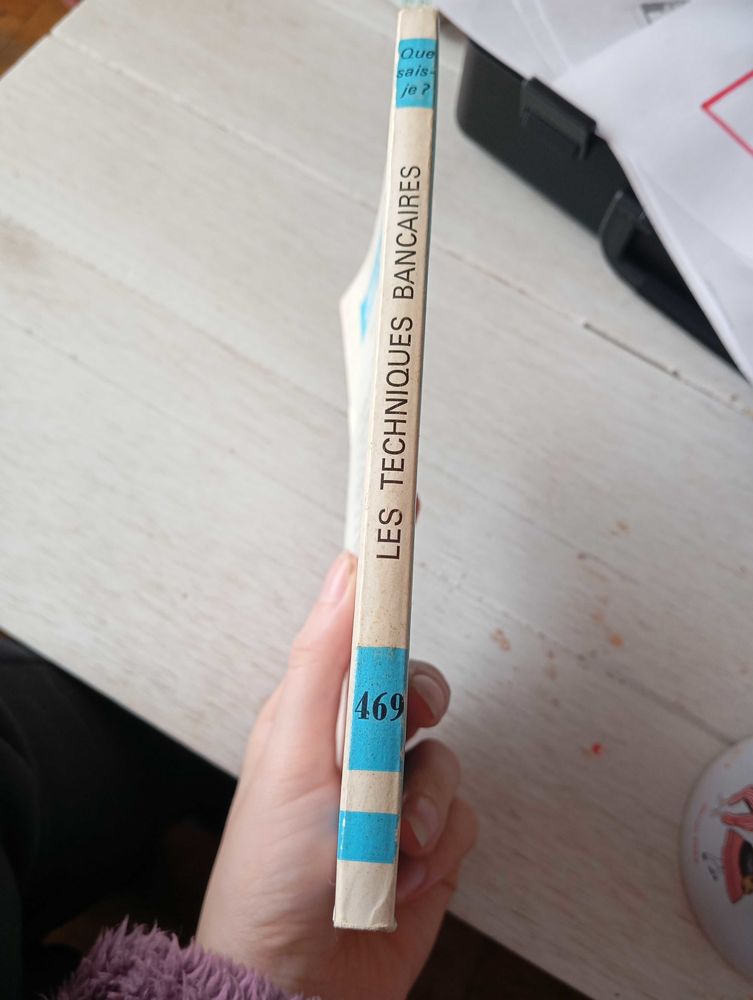 Que
sais-
je ?
LES TECHNIQUES BANCAIRES
469